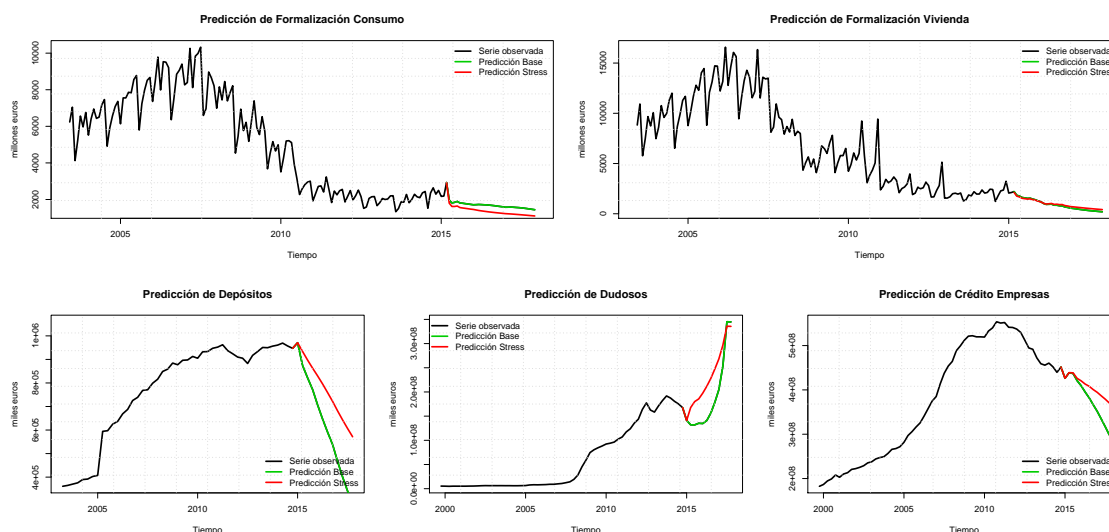 Predicción de Formalización Consumo
millones euros
10000
8000
6000
4000
2000
Serie observada
Predicción Base
Predicción Stress
2005
2010
2015
Tiempo
Predicción de Formalización Vivienda
millones euros
15000
10000
5000
0
Serie observada
Predicción Base
Predicción Stress
2005
2010
2015
Tiempo
Predicción de Depósitos
miles euros
1e+06
8e+05
6e+05
4e+05
Serie observada
Predicción Base
Predicción Stress
2005
2010
2015
Tiempo
Predicción de Dudosos
miles euros
3.0e+08
2.0e+08
1.0e+08
0.0e+00
Serie observada
Predicción Base
Predicción Stress
2000
2005
2010
2015
Tiempo
Predicción de Crédito Empresas
miles euros
5e+08
4e+08
3e+08
2e+08
Serie observada
Predicción Base
Predicción Stress
2000
2005
2010
2015
Tiempo